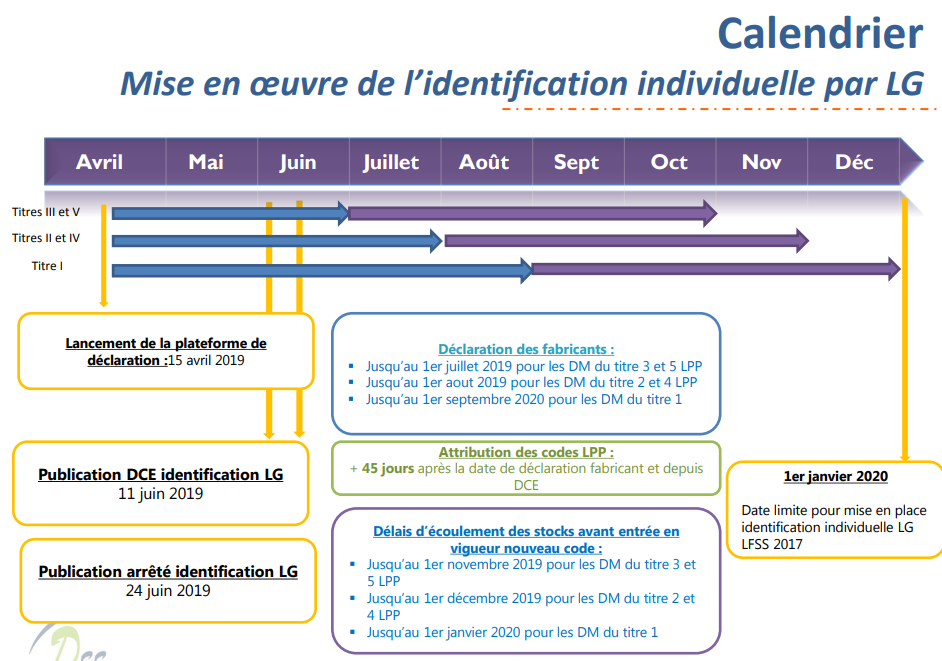 Calendrier
Mise en œuvre de l’identification individuelle par LG
Avril Mai Juin Juillet Août Sept Oct Nov Déc
Titres III et V
Titres II et IV
Titre I
Lancement de la plateforme de
déclaration :15 avril 2019
Publication DCE identification LG
11 juin 2019
Publication arrêté identification LG
24 juin 2019
Déclaration des fabricants :
▪ Jusqu’au 1er juillet 2019 pour les DM du titre 3 et 5 LPP
▪ Jusqu’au 1er aout 2019 pour les DM du titre 2 et 4 LPP
▪ Jusqu’au 1er septembre 2020 pour les DM du titre 1
Attribution des codes LPP :
+ 45 jours après la date de déclaration fabricant et depuis
DCE
Délais d’écoulement des stocks avant entrée en
vigueur nouveau code :
▪ Jusqu’au 1er novembre 2019 pour les DM du titre 3 et
5 LPP
▪ Jusqu’au 1er décembre 2019 pour les DM du titre 2 et
4 LPP
▪ Jusqu’au 1er janvier 2020 pour les DM du titre 1
1er janvier 2020
Date limite pour mise en place
identification individuelle LG
LFSS 2017